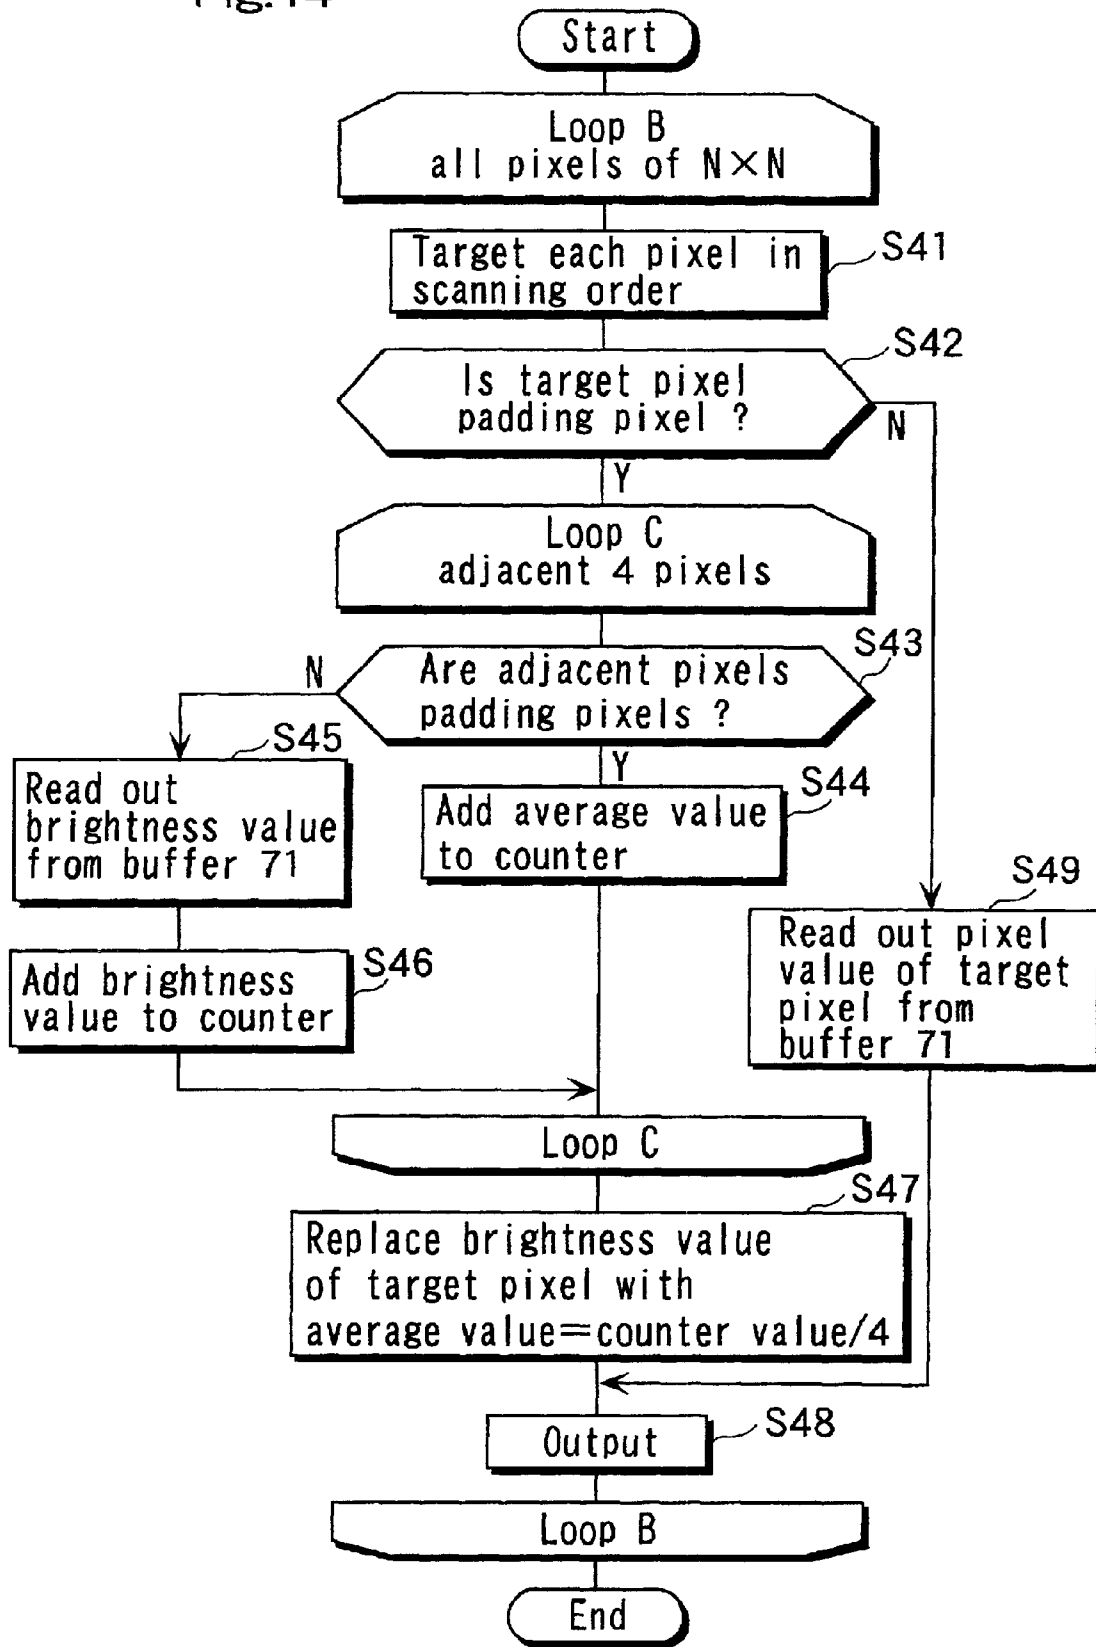 Fig. 14
Start
Loop B
all pixels of N×N
Target each pixel in
scanning order
S41
Is target pixel
padding pixel ?
S42
N
Y
Loop C
adjacent 4 pixels
Are adjacent pixels
padding pixels ?
S43
N
Y
Read out
brightness value
from buffer 71
S45
Add average value
to counter
S44
Add brightness
value to counter
S46
Read out pixel
value of target
pixel from
buffer 71
S49
Loop C
Replace brightness value
of target pixel with
average value=counter value/4
S47
Output
S48
Loop B
End